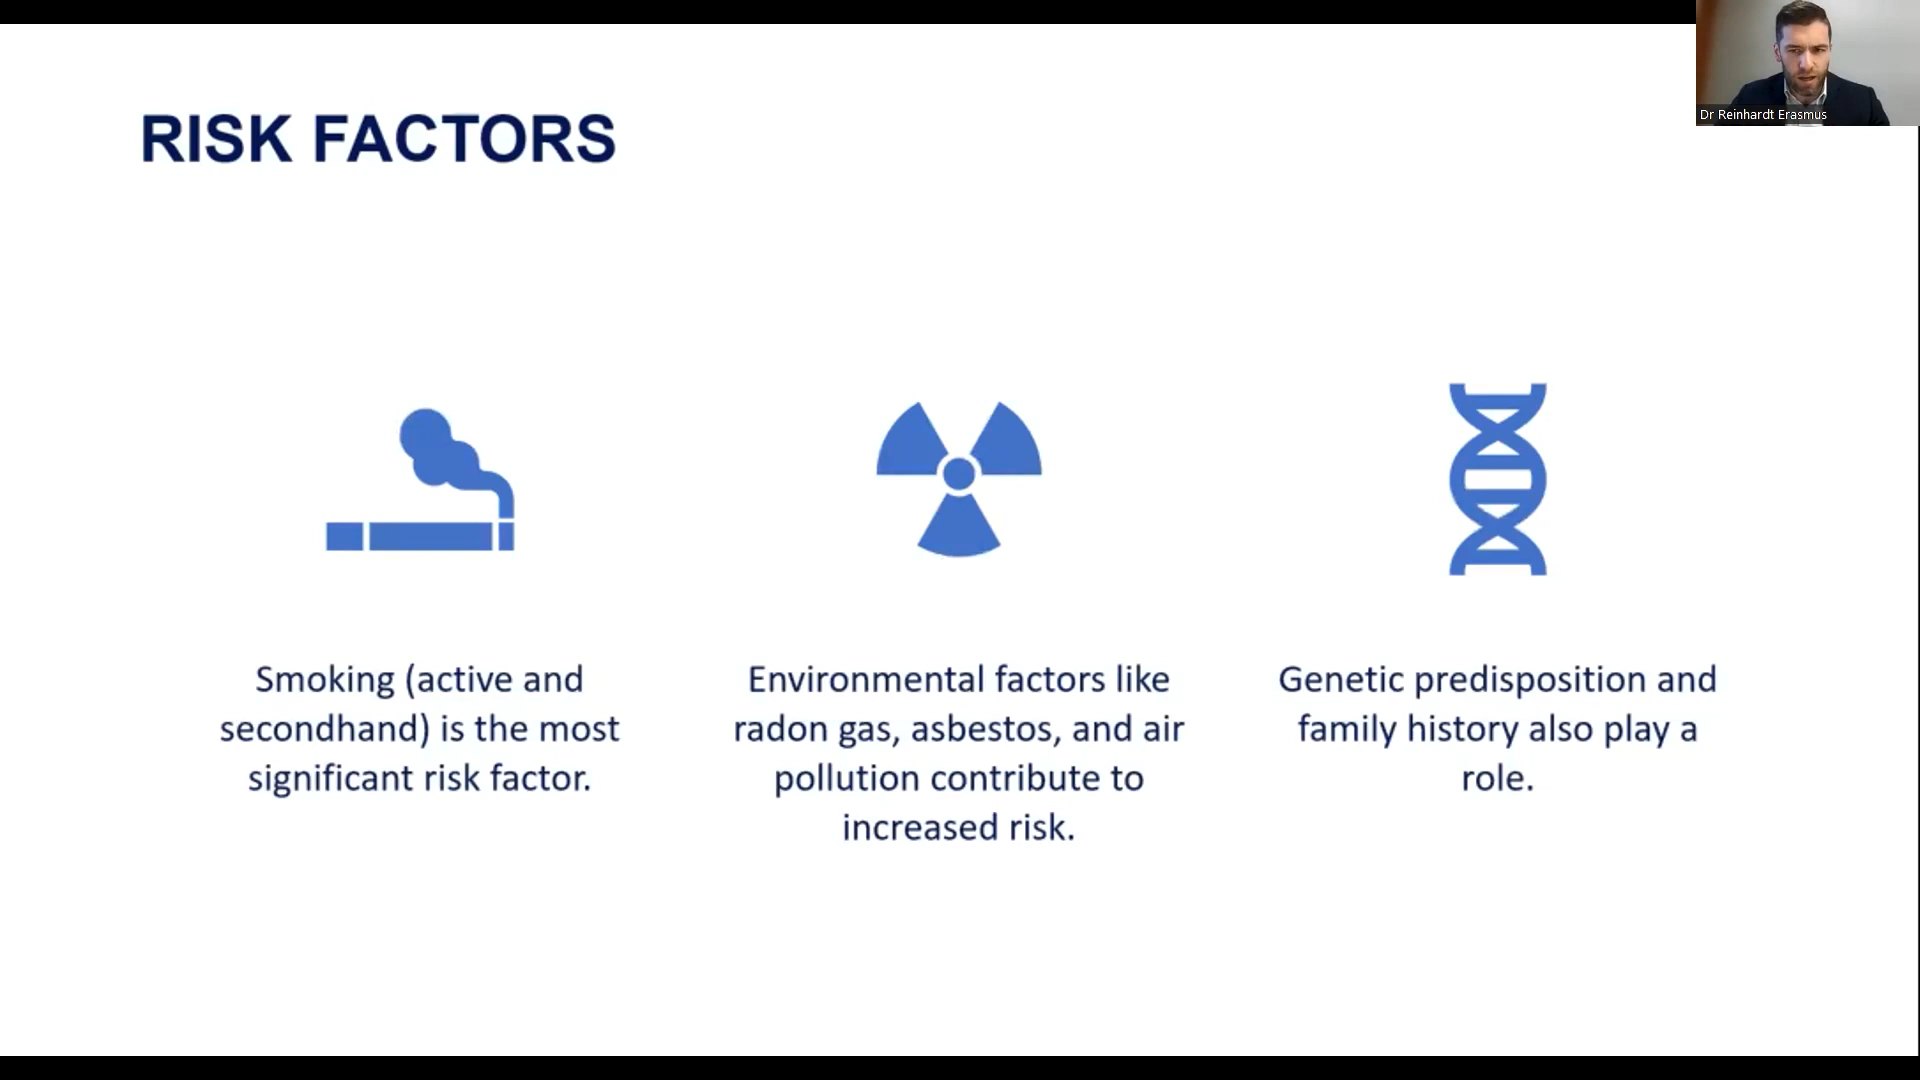 Dr Reinhardt Erasmus
RISK FACTORS
Smoking (active and
secondhand) is the most
significant risk factor.
Environmental factors like
radon gas, asbestos, and air
pollution contribute to
increased risk.
Genetic predisposition and
family history also play a
role.